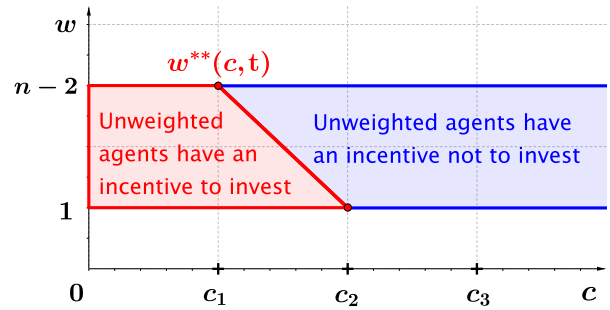 w
w**(c,t)
n − 2
Unweighted
agents have an
incentive to invest
Unweighted agents have
an incentive not to invest
1
0
c₁
c₂
c₃
c